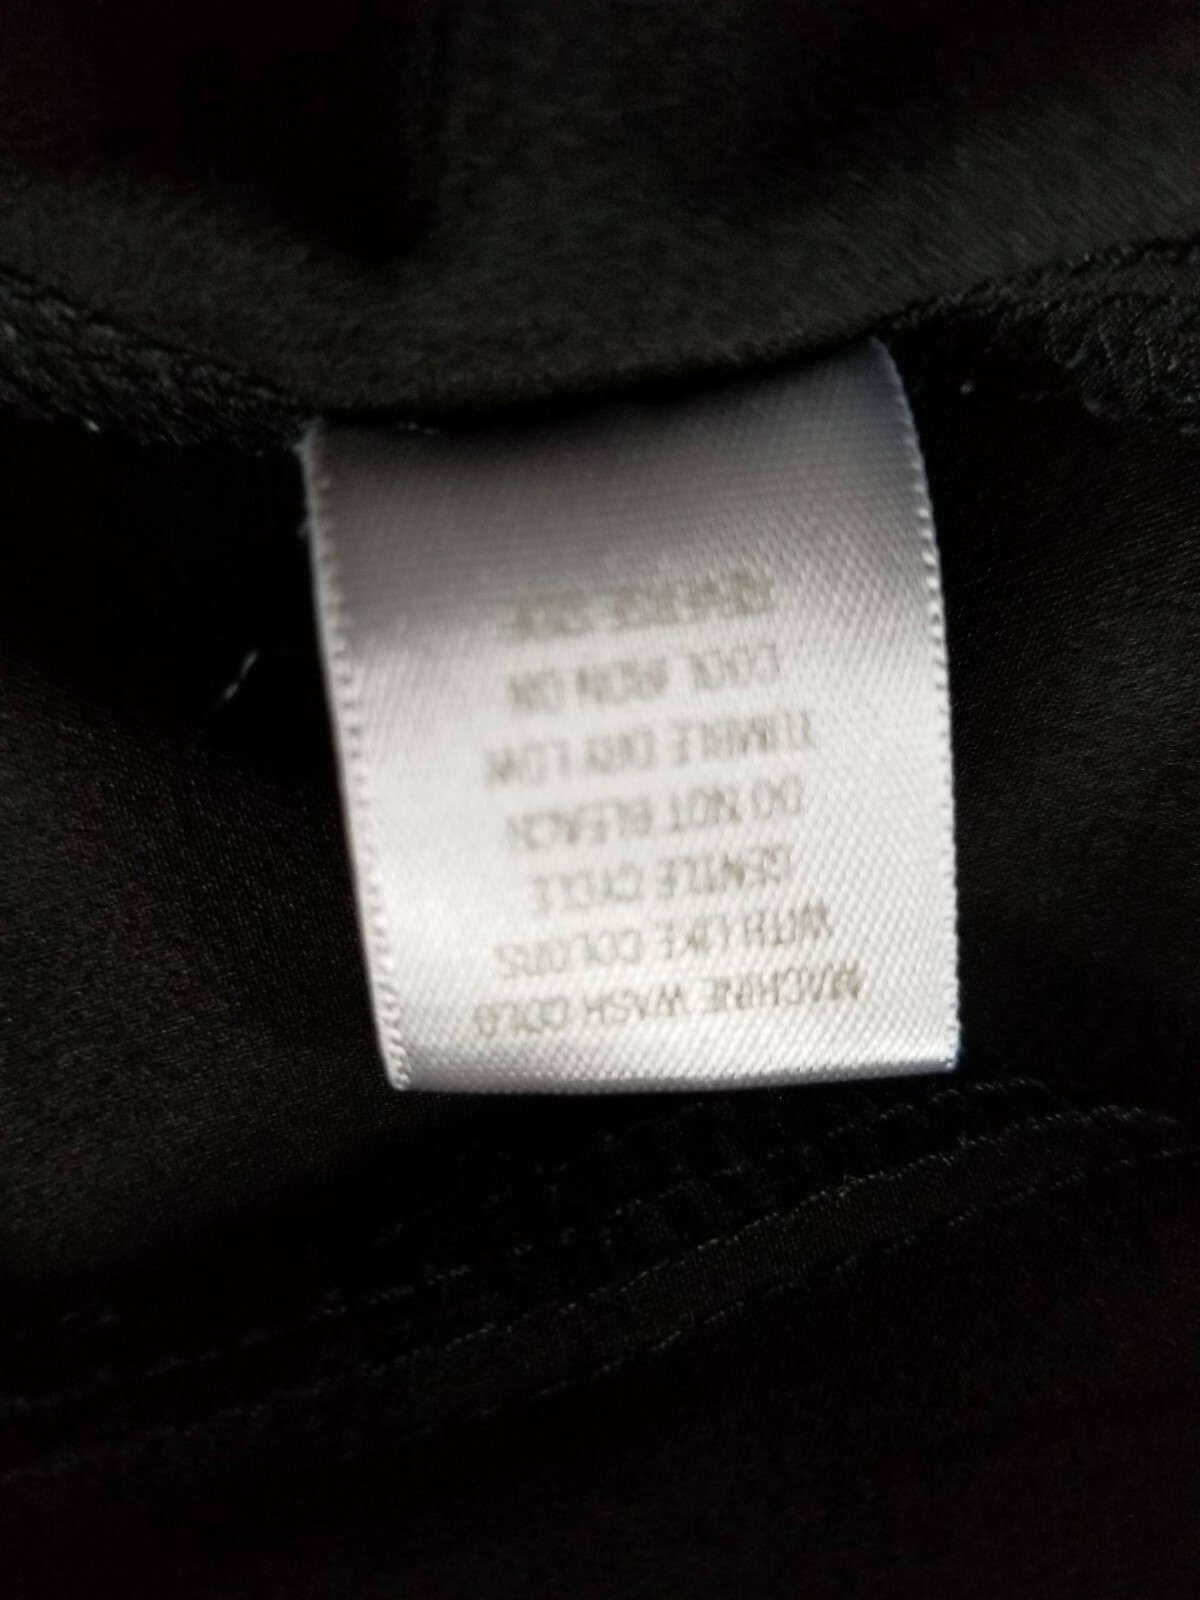 MACHINE WASH COLD
WITH LIKE COLORS
GENTLE CYCLE
DO NOT BLEACH
TUMBLE DRY LOW
COOL IRON ON
REVERSE SIDE